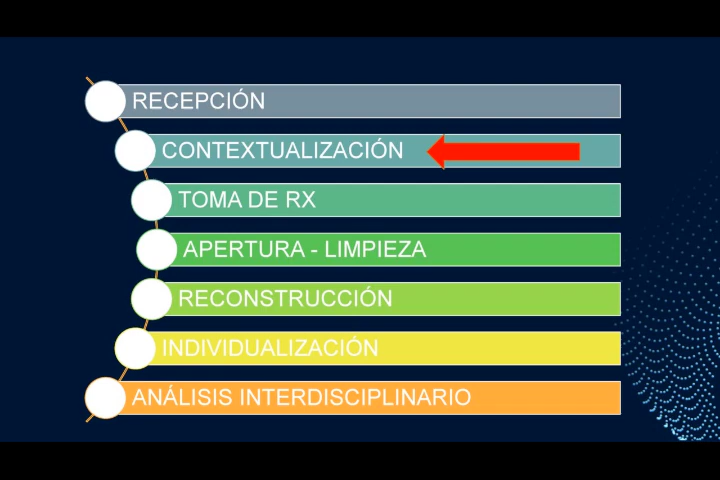 RECEPCIÓN
CONTEXTUALIZACIÓN
TOMA DE RX
APERTURA - LIMPIEZA
RECONSTRUCCIÓN
INDIVIDUALIZACIÓN
ANÁLISIS INTERDISCIPLINARIO